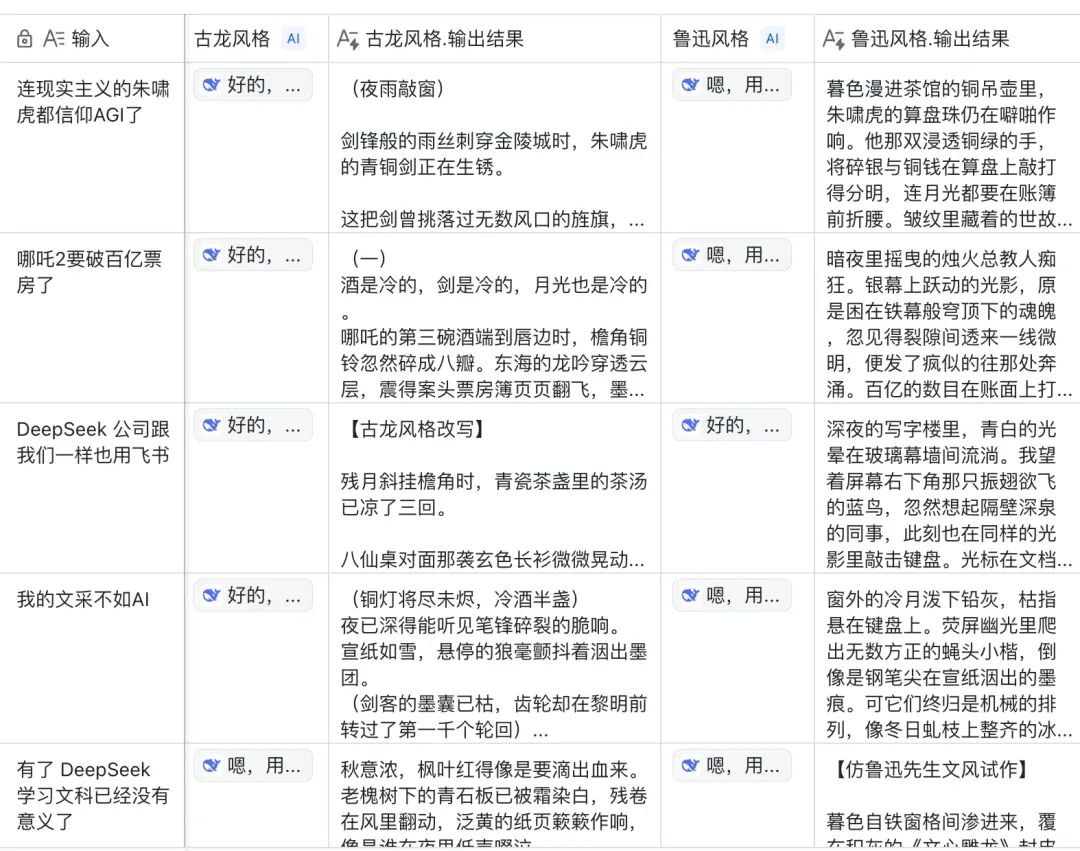 输入
古龙风格 AI
古龙风格.输出结果
鲁迅风格 AI
鲁迅风格.输出结果
连现实主义的朱啸
虎都信仰AGI了
好的，...
（夜雨敲窗）
剑锋般的雨丝刺穿金陵城时，朱啸虎
的青铜剑正在生锈。
这把剑曾挑落过无数风口的旌旗，...
嗯，用...
暮色漫进茶馆的铜吊壶里，
朱啸虎的算盘珠仍在噼啪作
响。他那双浸透铜绿的手，
将碎银与铜钱在算盘上敲打
得分明，连月光都要在账簿
前折腰。皱纹里藏着的世故...
哪吒2要破百亿票
房了
好的，...
（一）
酒是冷的，剑是冷的，月光也是冷的
。
哪吒的第三碗酒端到唇边时，檐角铜
铃忽然碎成八瓣。东海的龙吟穿透云
层，震得案头票房簿页页翻飞，墨...
嗯，用...
暗夜里摇曳的烛火总教人痴
狂。银幕上跃动的光影，原
是困在铁幕般穹顶下的魂魄
，忽见得裂隙间透来一线微
明，便发了疯似的往那处奔
涌。百亿的数目在账面上打...
DeepSeek 公司跟
我们一样也用飞书
好的，...
【古龙风格改写】
残月斜挂檐角时，青瓷茶盏里的茶汤
已凉了三回。
八仙桌对面那袭玄色长衫微微晃动...
好的，...
深夜的写字楼里，青白的光
晕在玻璃幕墙间流淌。我望
着屏幕右下角那只振翅欲飞
的蓝鸟，忽然想起隔壁深泉
的同事，此刻也在同样的光
影里敲击键盘。光标在文档...
我的文采不如AI
好的，...
（铜灯将尽未烬，冷酒半盏）
夜已深得能听见笔锋碎裂的脆响。
宣纸如雪，悬停的狼毫颤抖着洇出墨
团。
（剑客的墨囊已枯，齿轮却在黎明前
转过了第一千个轮回）...
嗯，用...
窗外的冷月泼下铅灰，枯指
悬在键盘上。荧屏幽光里爬
出无数方正的蝇头小楷，倒
像是钢笔尖在宣纸洇出的墨
痕。可它们终归是机械的排
列，像冬日虬枝上整齐的冰...
有了 DeepSeek
学习文科已经没有
意义了
嗯，用...
秋意浓，枫叶红得像是要滴出血来。
老槐树下的青石板已被霜染白，残卷
在风里翻动，泛黄的纸页簌簌作响，
像是谁在夜里低声啜泣
嗯，用...
【仿鲁迅先生文风试作】
暮色自铁窗格间渗进来，覆
在积灰的《文心雕龙》封皮